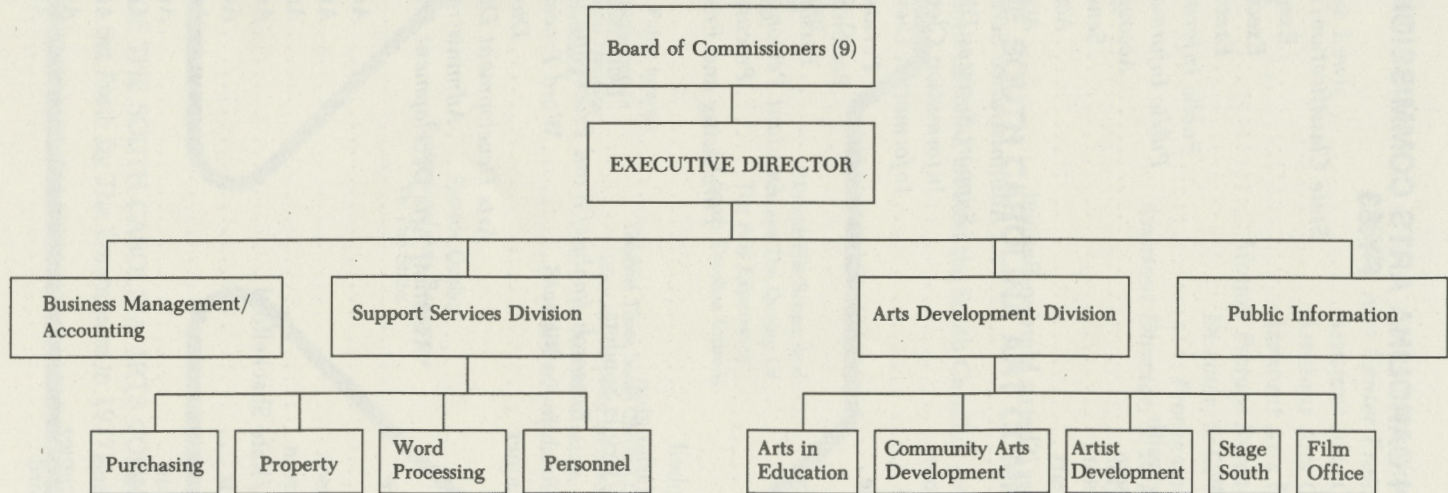 Board of Commissioners (9)
EXECUTIVE DIRECTOR
Business Management/
Accounting
Support Services Division
Arts Development Division
Public Information
Purchasing
Property
Word
Processing
Personnel
Arts in
Education
Community Arts
Development
Artist
Development
Stage
South
Film
Office